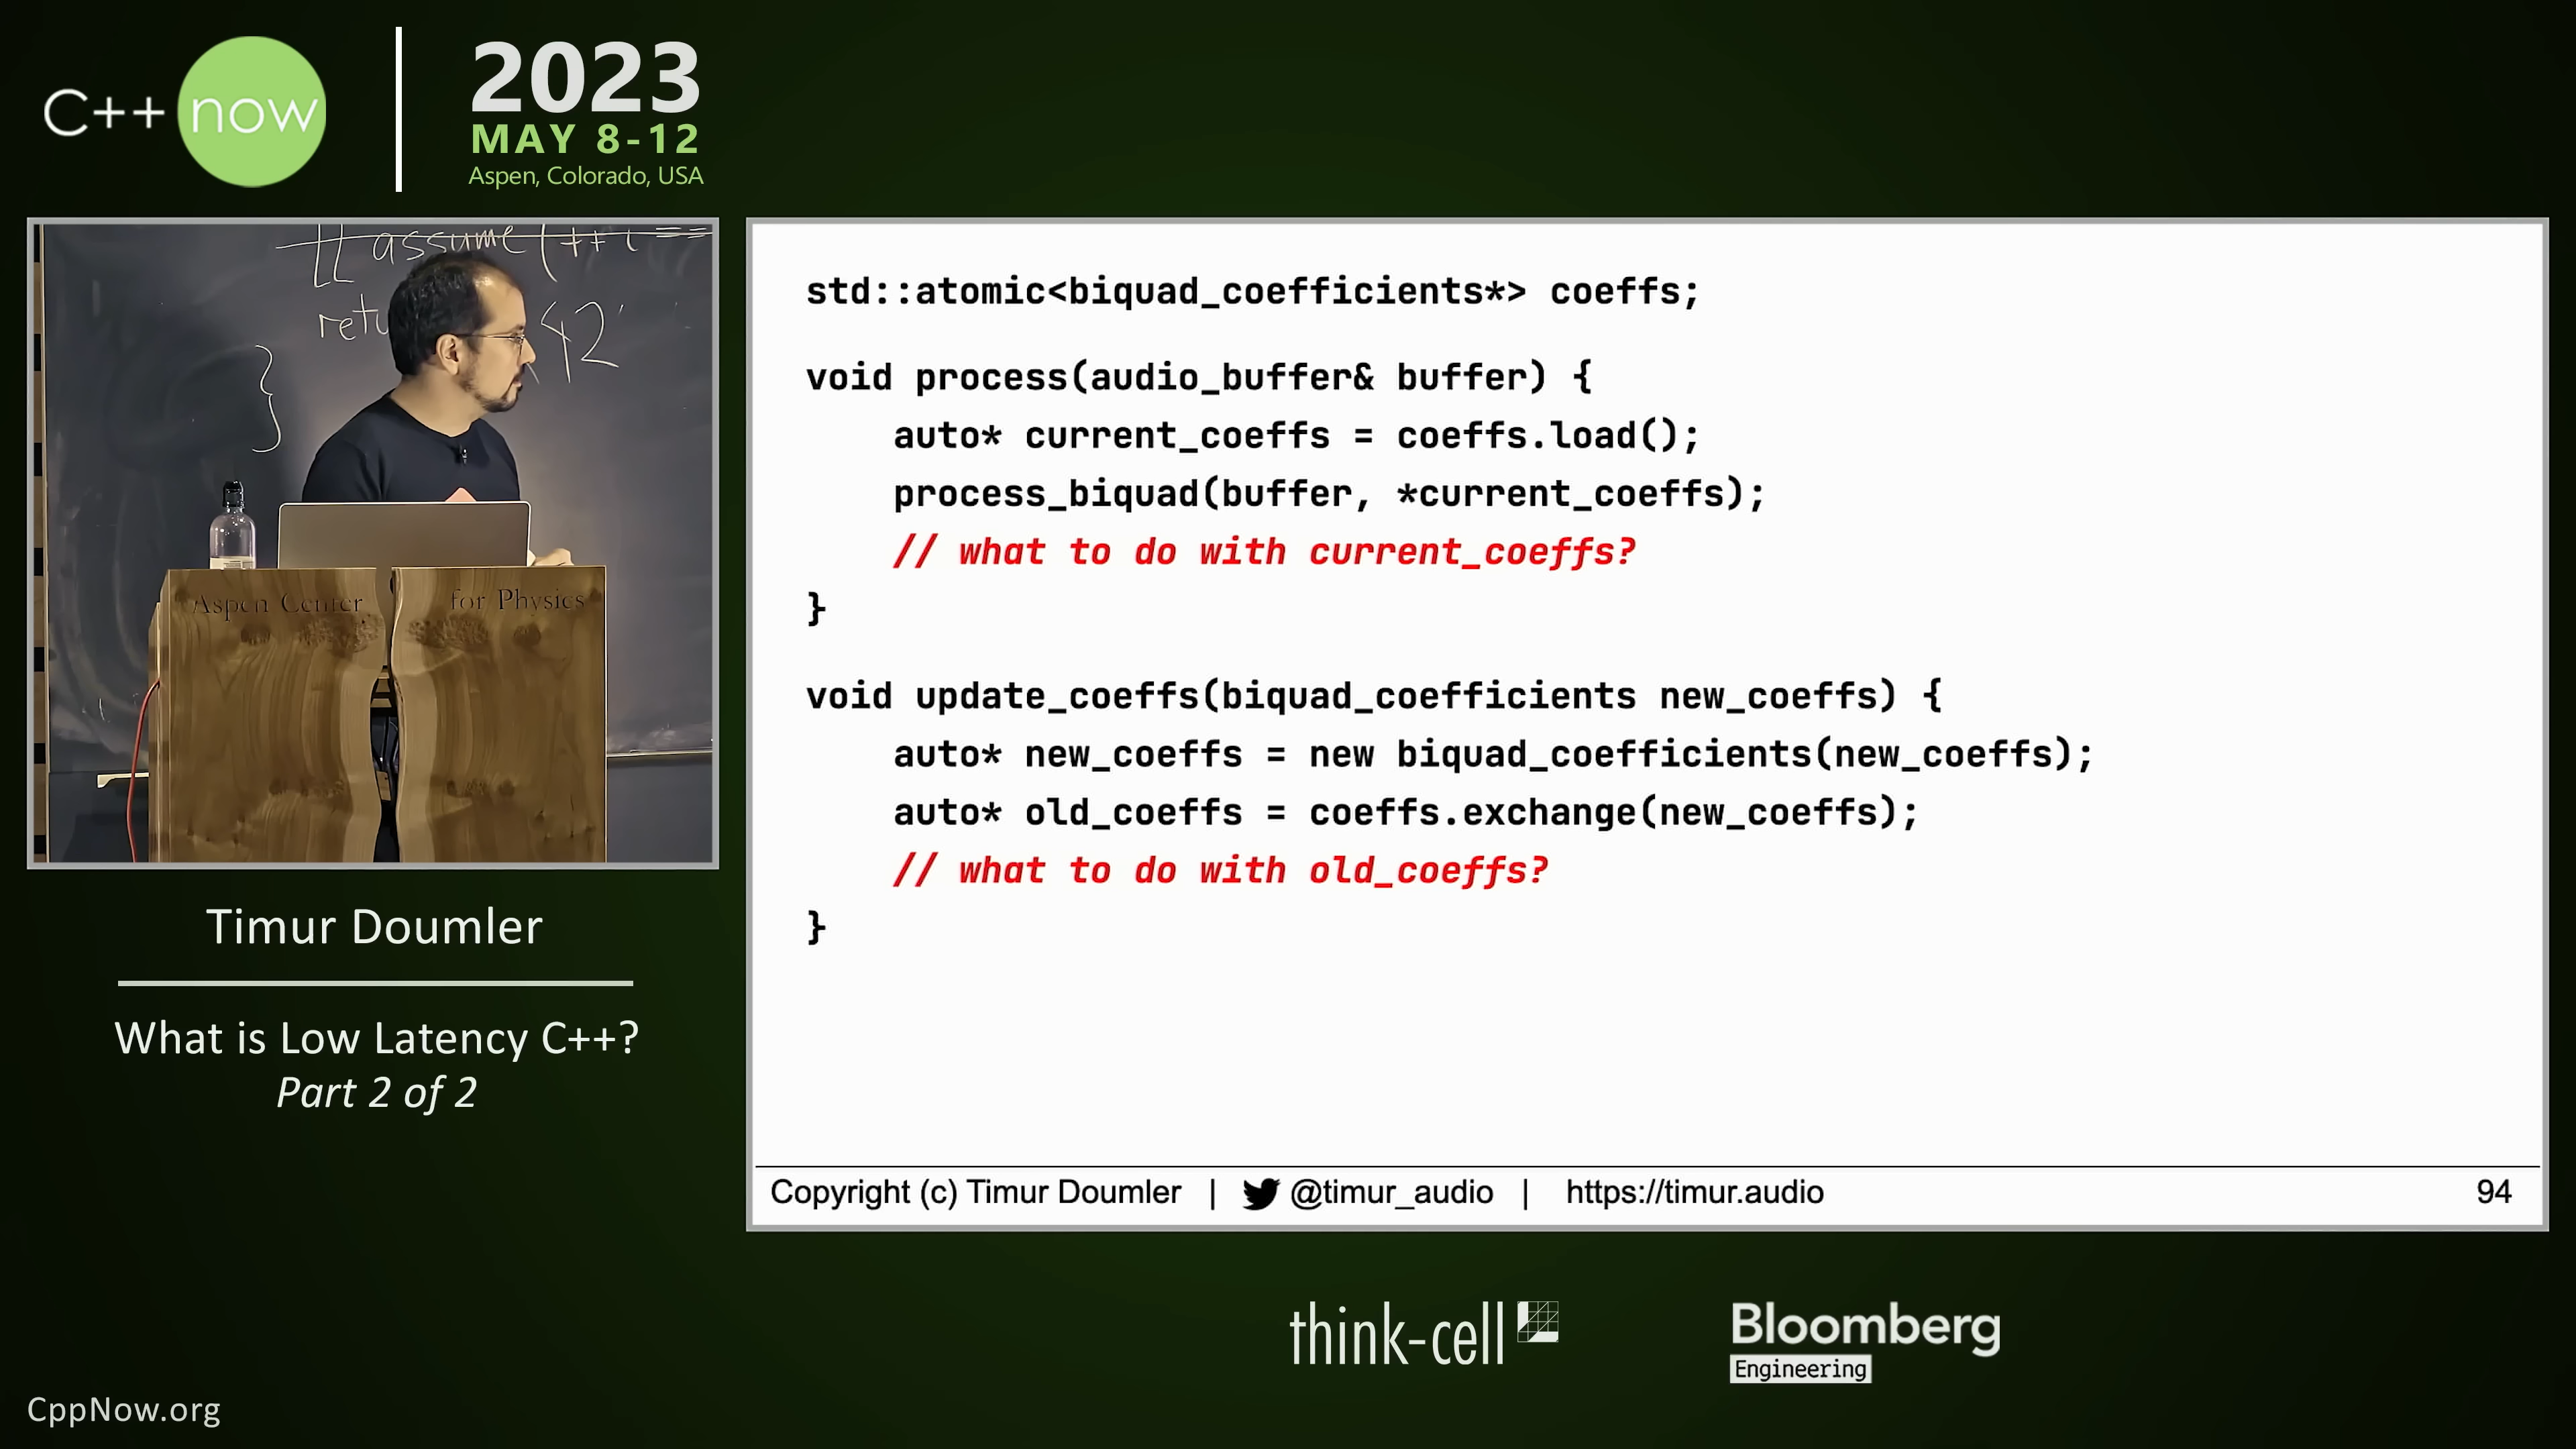 C++ now
2023
MAY 8-12
Aspen, Colorado, USA
[[ assume (++i ==
retu 42
}
Aspen Center for Physics
Timur Doumler
What is Low Latency C++?
Part 2 of 2
std::atomic<biquad_coefficients*> coeffs;
void process(audio_buffer& buffer) {
auto* current_coeffs = coeffs.load();
process_biquad(buffer, *current_coeffs);
// what to do with current_coeffs?
}
void update_coeffs(biquad_coefficients new_coeffs) {
auto* new_coeffs = new biquad_coefficients(new_coeffs);
auto* old_coeffs = coeffs.exchange(new_coeffs);
// what to do with old_coeffs?
}
Copyright (c) Timur Doumler | @timur_audio | https://timur.audio 94
think-cell
Bloomberg
Engineering
CppNow.org